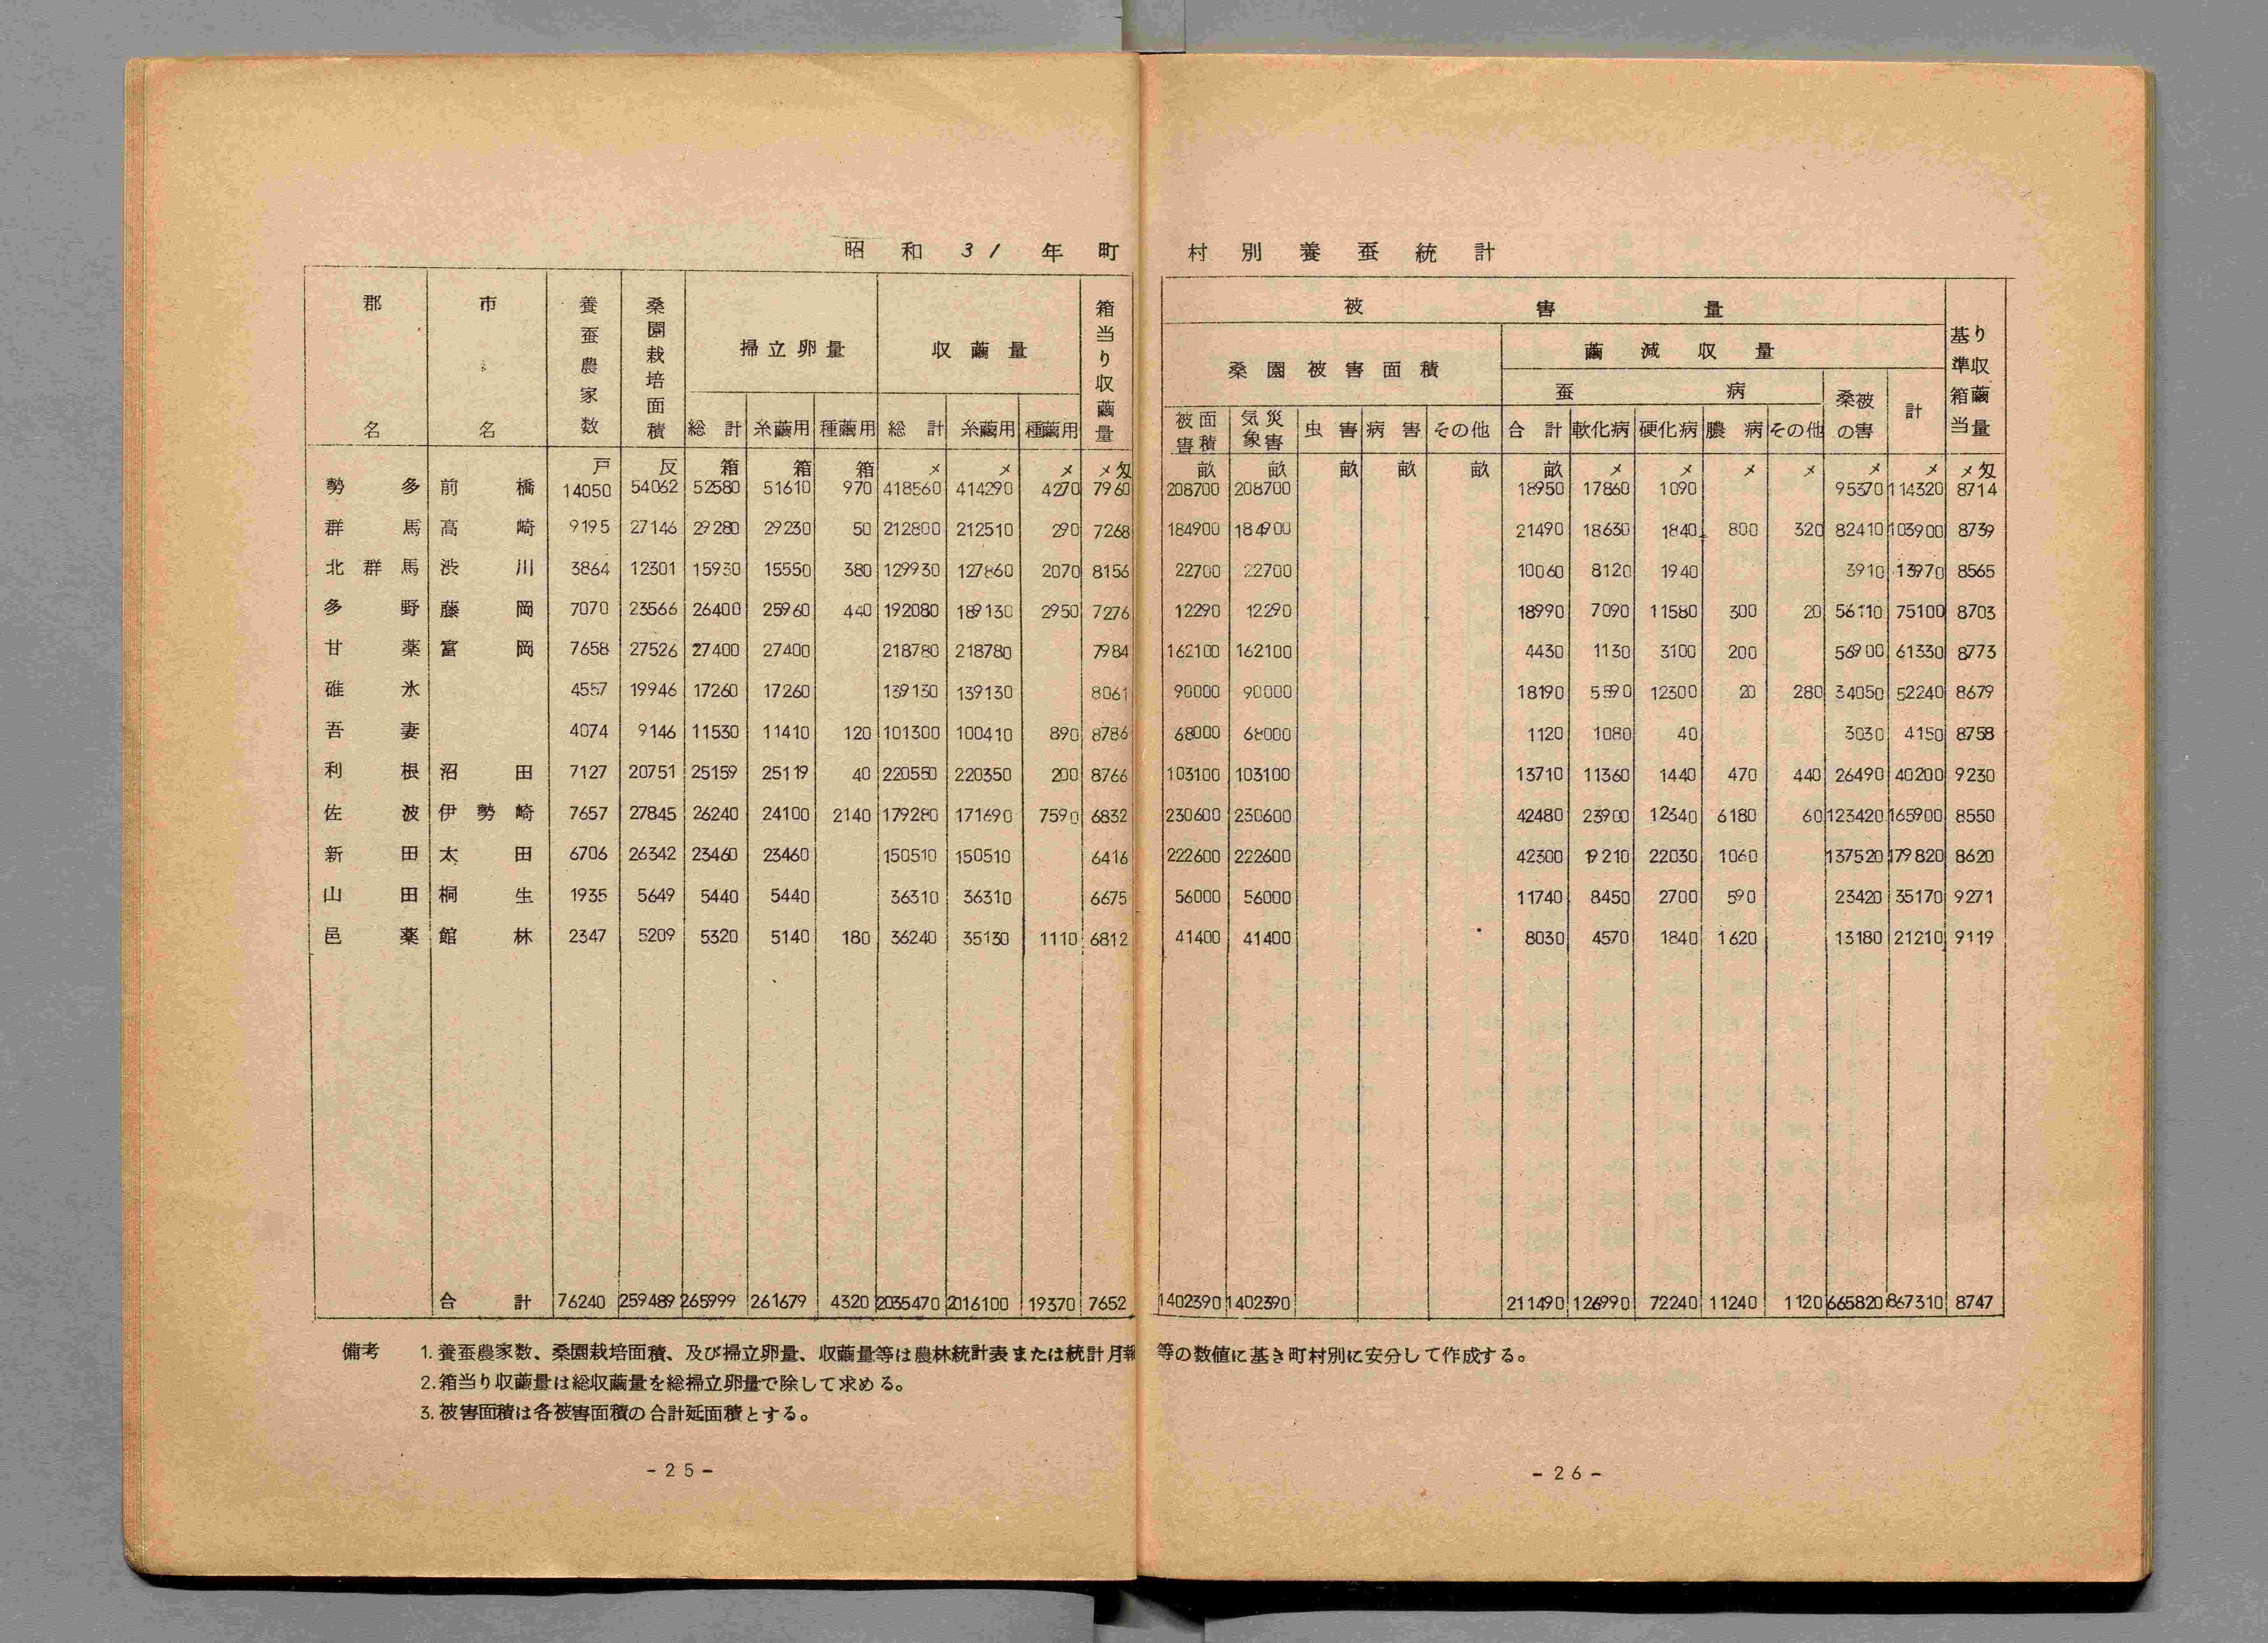 昭和31年町村別養蚕統計
郡名 市名 養蚕農家数 桑園栽培面積 掃立卵量 収繭量 箱当り収繭量 被害量 基準箱当り収繭量
桑園被害面積 繭減収量
蚕病 桑被の害 計
総計 糸繭用 種繭用 総計 糸繭用 種繭用 被害面積 気象災害 虫害 病害 その他 合計 軟化病 硬化病 膿病 その他
戸 反 箱 箱 箱 〆 〆 〆 〆匁 畝 畝 畝 畝 畝 畝 〆 〆 〆 〆 〆 〆 〆匁
勢多 前橋 14050 54062 52580 51610 970 418560 414290 4270 7960 208700 208700 18950 17860 1090 95370 114320 8714
群馬 高崎 9195 27146 29280 29230 50 212800 212510 290 7268 184900 184900 21490 18630 1840 800 320 82410 103900 8739
北群馬 渋川 3864 12301 15930 15550 380 129930 127860 2070 8156 22700 22700 10060 8120 1940 3910 13970 8565
多野 藤岡 7070 23566 26400 25960 440 192080 189130 2950 7276 12290 12290 18990 7090 11580 300 20 56110 75100 8703
甘薬 富岡 7658 27526 27400 27400 218780 218780 7984 162100 162100 4430 1130 3100 200 56900 61330 8773
碓氷 4557 19946 17260 17260 139130 139130 8061 90000 90000 18190 5590 12300 20 280 34050 52240 8679
吾妻 4074 9146 11530 11410 120 101300 100410 890 8786 68000 68000 1120 1080 40 3030 4150 8758
利根 沼田 7127 20751 25159 25119 40 220550 220350 200 8766 103100 103100 13710 11360 1440 470 440 26490 40200 9230
佐波 伊勢崎 7657 27845 26240 24100 2140 179280 171690 7590 6832 230600 230600 42480 23900 12340 6180 60 123420 165900 8550
新田 太田 6706 26342 23460 23460 150510 150510 6416 222600 222600 42300 19210 22030 1060 137520 179820 8620
山田 桐生 1935 5649 5440 5440 36310 36310 6675 56000 56000 11740 8450 2700 590 23420 35170 9271
邑薬 館林 2347 5209 5320 5140 180 36240 35130 1110 6812 41400 41400 8030 4570 1840 1620 13180 21210 9119
合計 76240 259489 265999 261679 4320 2035470 2016100 19370 7652 1402390 1402390 211490 126990 72240 11240 1120 665820 867310 8747
備考 1. 養蚕農家数、桑園栽培面積、及び掃立卵量、収繭量等は農林統計表または統計月報等の数値に基き町村別に安分して作成する。
2. 箱当り収繭量は総収繭量を総掃立卵量で除して求める。
3. 被害面積は各被害面積の合計延面積とする。
-25-
-26-